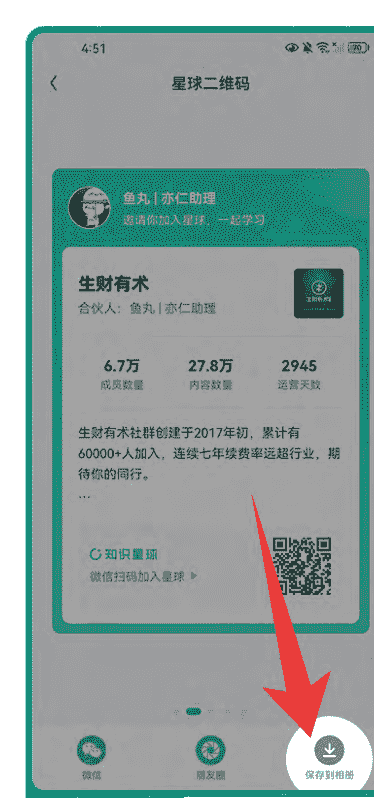 4:51
70
星球二维码
鱼丸 | 亦仁助理
邀请你加入星球，一起学习
生财有术
合伙人：鱼丸 | 亦仁助理
生财有术
6.7万 27.8万 2945
成员数量 内容数量 运营天数
生财有术社群创建于2017年初，累计有
60000+人加入，连续七年续费率远超行业，期
待你的同行。
...
知识星球
微信扫码加入星球
微信 朋友圈 保存到相册